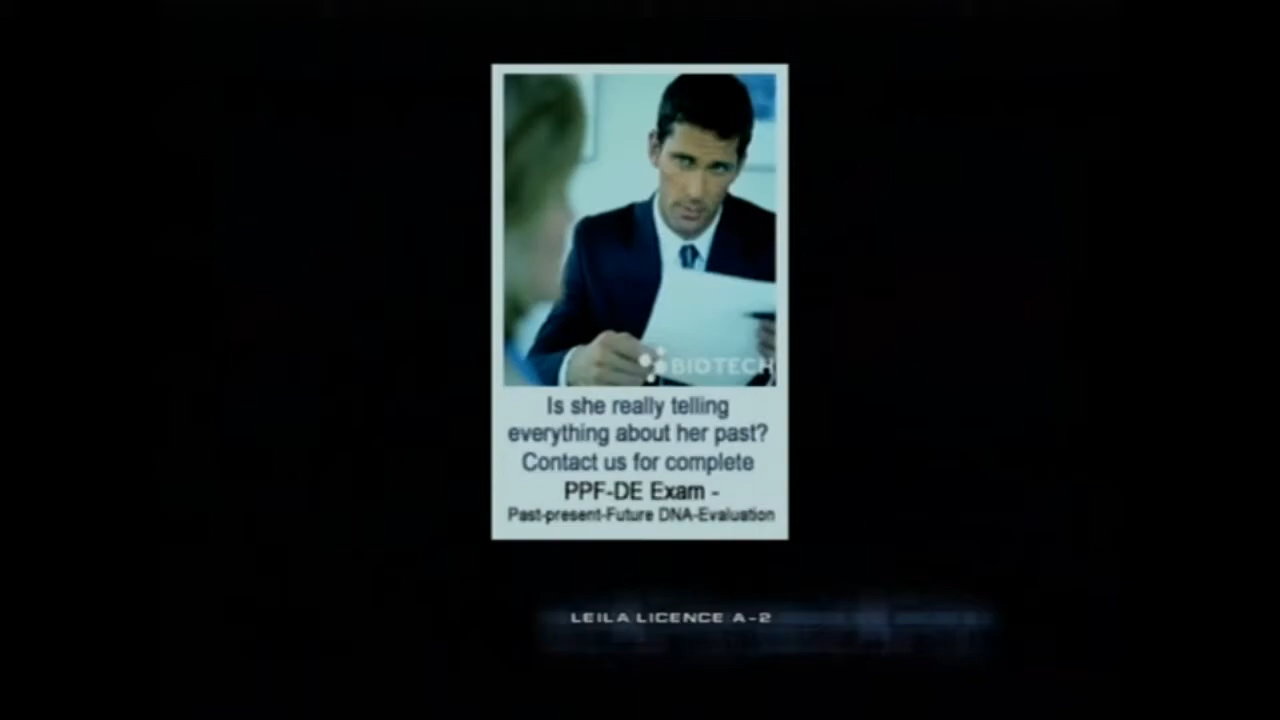 BIOTECH
Is she really telling
everything about her past?
Contact us for complete
PPF-DE Exam -
Past-present-Future DNA-Evaluation
LEILA LICENCE A-2